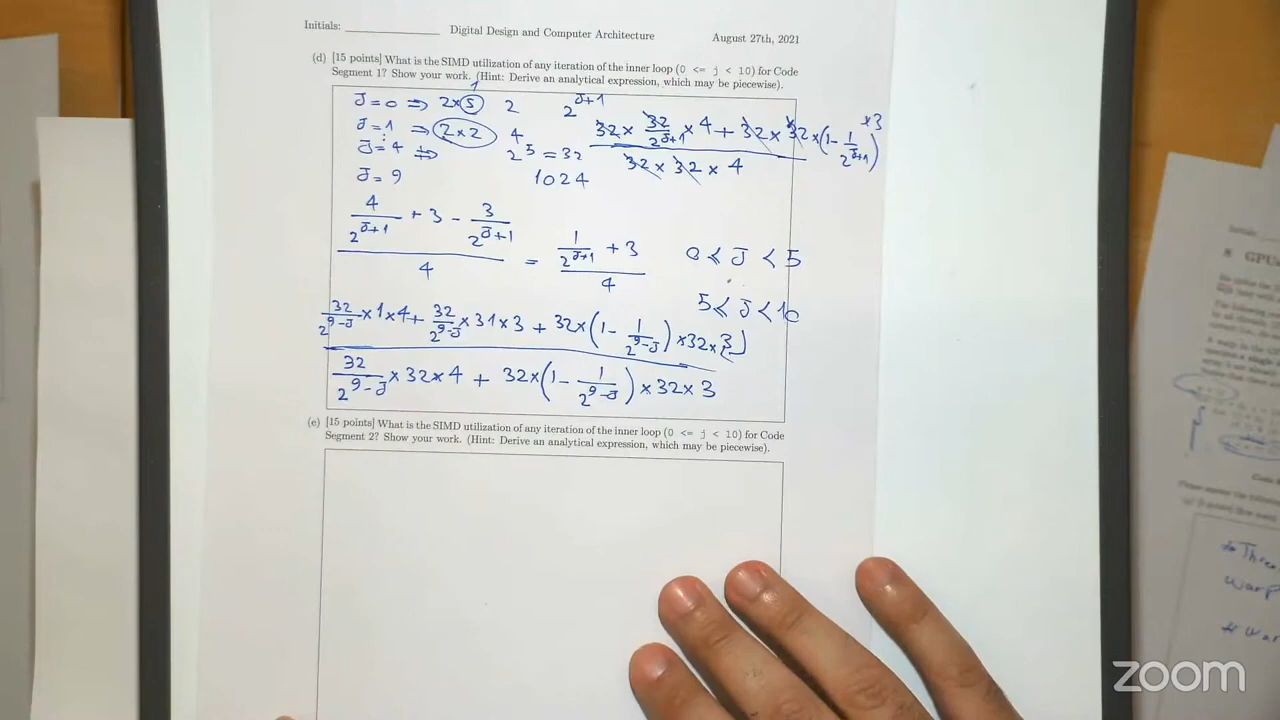 Initials: Digital Design and Computer Architecture August 27th, 2021
(d) [15 points] What is the SIMD utilization of any iteration of the inner loop (0 <= j < 10) for Code
Segment 1? Show your work. (Hint: Derive an analytical expression, which may be piecewise).
J=0 ⇒ 2×5 1 2 2^(J+1)
J=1 ⇒ 2×2 4
J=4 ⇒ 2^5 = 32
J=9 1024
(32 × 32/2^(J+1) × 4 + 32 × 32 × (1 - 1/2^(J+1)) × 3) / (32 × 32 × 4)
(4/2^(J+1) + 3 - 3/2^(J+1)) / 4 = (1/2^(J+1) + 3) / 4 0 < J < 5
5 < J < 10
32/2^(9-J) × 1 × 4 + 32/2^(9-J) × 31 × 3 + 32 × (1 - 1/2^(9-J)) × 32 × 3
32/2^(9-J) × 32 × 4 + 32 × (1 - 1/2^(9-J)) × 32 × 3
(e) [15 points] What is the SIMD utilization of any iteration of the inner loop (0 <= j < 10) for Code
Segment 2? Show your work. (Hint: Derive an analytical expression, which may be piecewise).
Initials:
8 GPUs
zoom